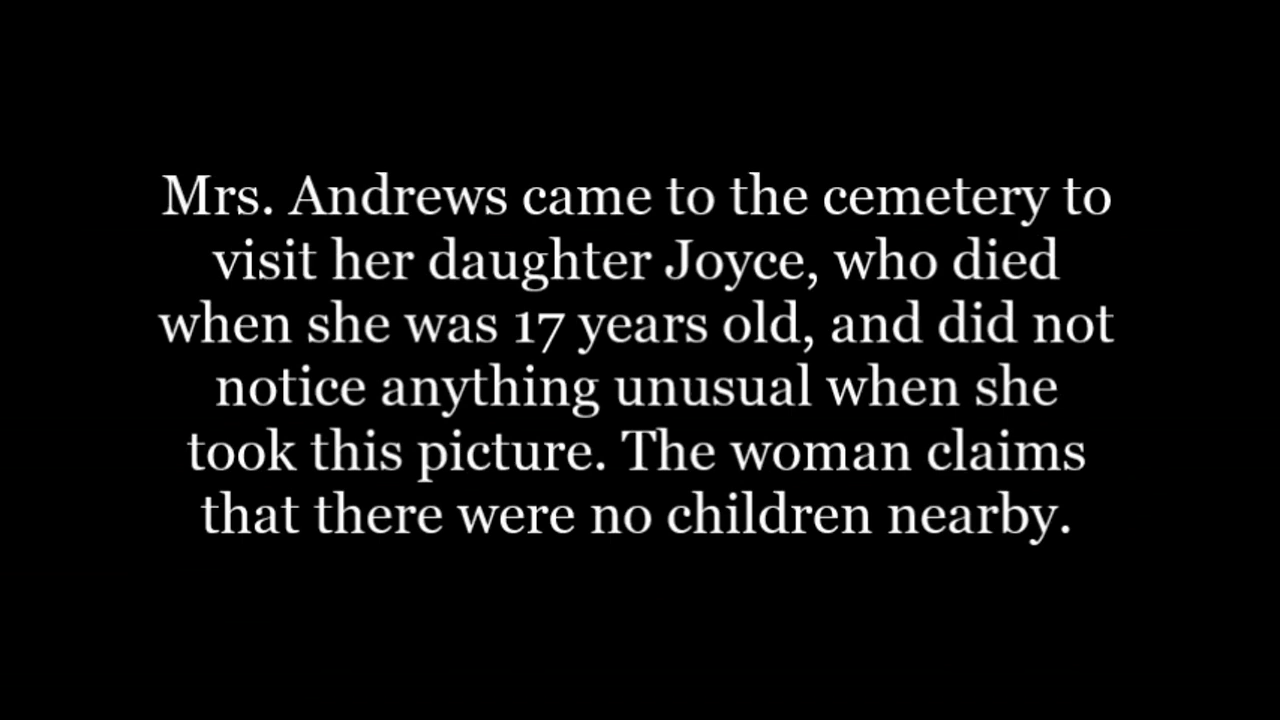 Mrs. Andrews came to the cemetery to
visit her daughter Joyce, who died
when she was 17 years old, and did not
notice anything unusual when she
took this picture. The woman claims
that there were no children nearby.